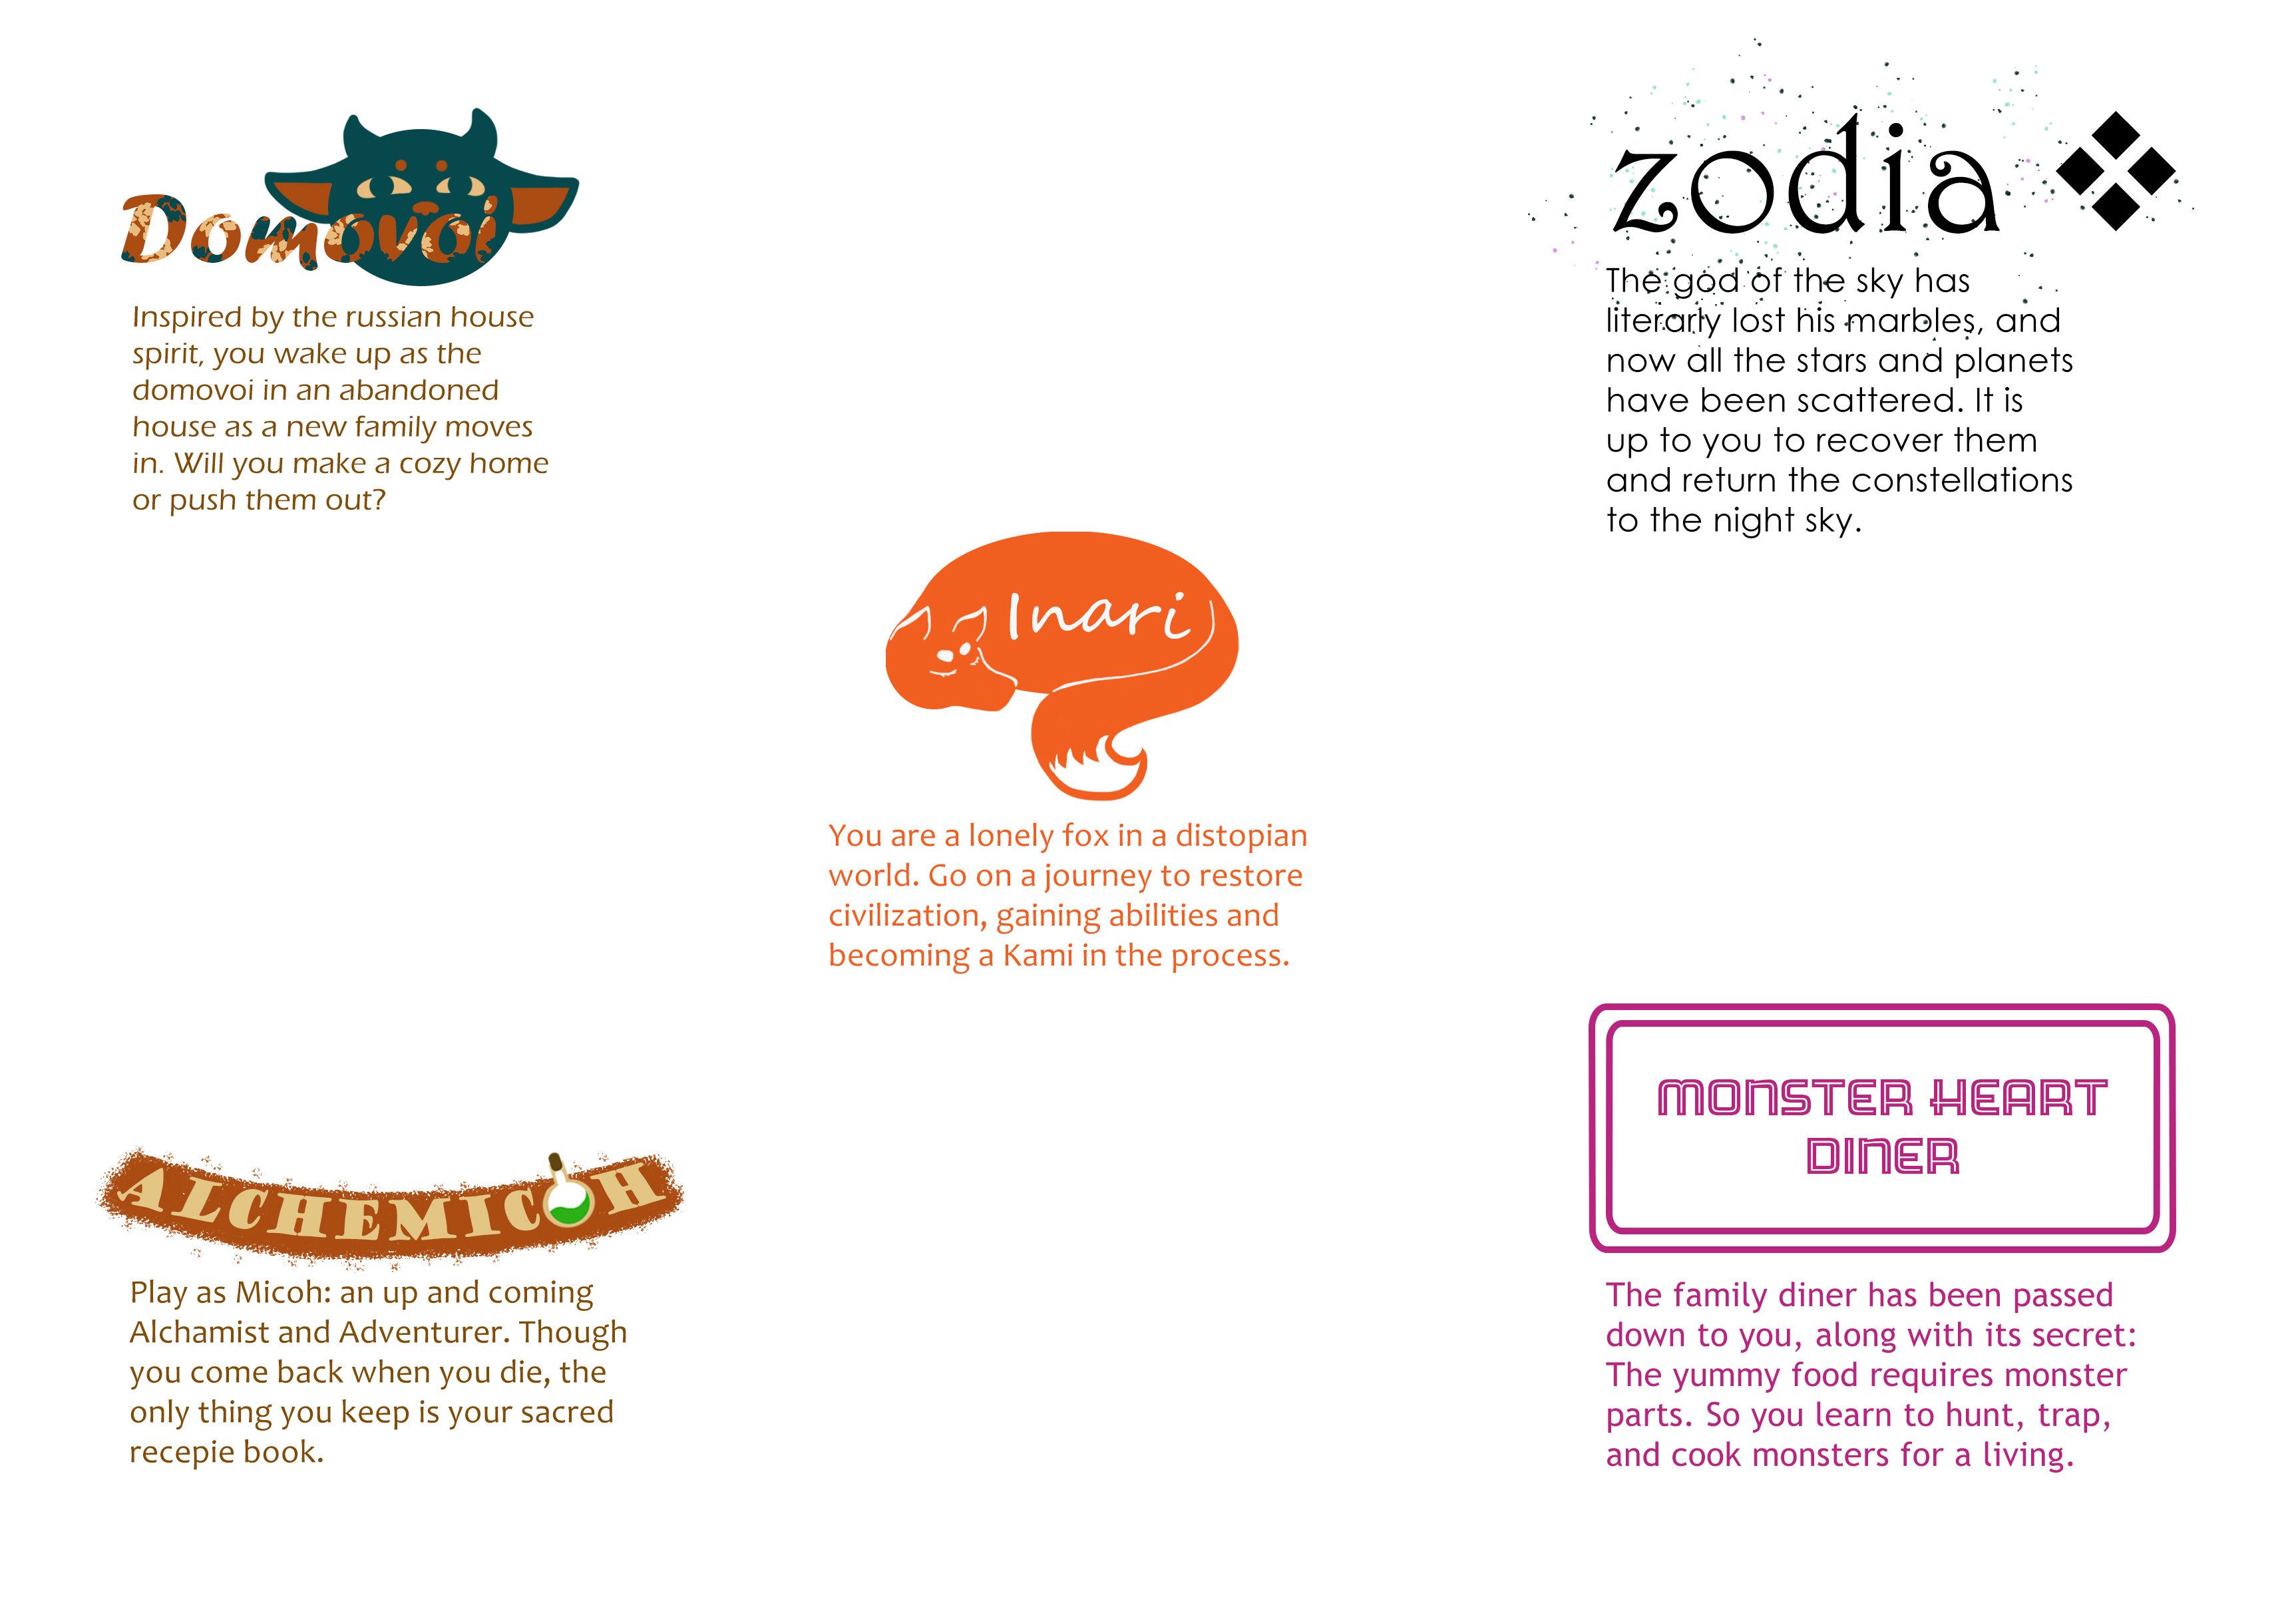 Domovoi
Inspired by the russian house
spirit, you wake up as the
domovoi in an abandoned
house as a new family moves
in. Will you make a cozy home
or push them out?
zodia
The god of the sky has
literarly lost his marbles, and
now all the stars and planets
have been scattered. It is
up to you to recover them
and return the constellations
to the night sky.
Inari
You are a lonely fox in a distopian
world. Go on a journey to restore
civilization, gaining abilities and
becoming a Kami in the process.
ALCHEMICOH
Play as Micoh: an up and coming
Alchamist and Adventurer. Though
you come back when you die, the
only thing you keep is your sacred
recepie book.
MONSTER HEART
DINER
The family diner has been passed
down to you, along with its secret:
The yummy food requires monster
parts. So you learn to hunt, trap,
and cook monsters for a living.